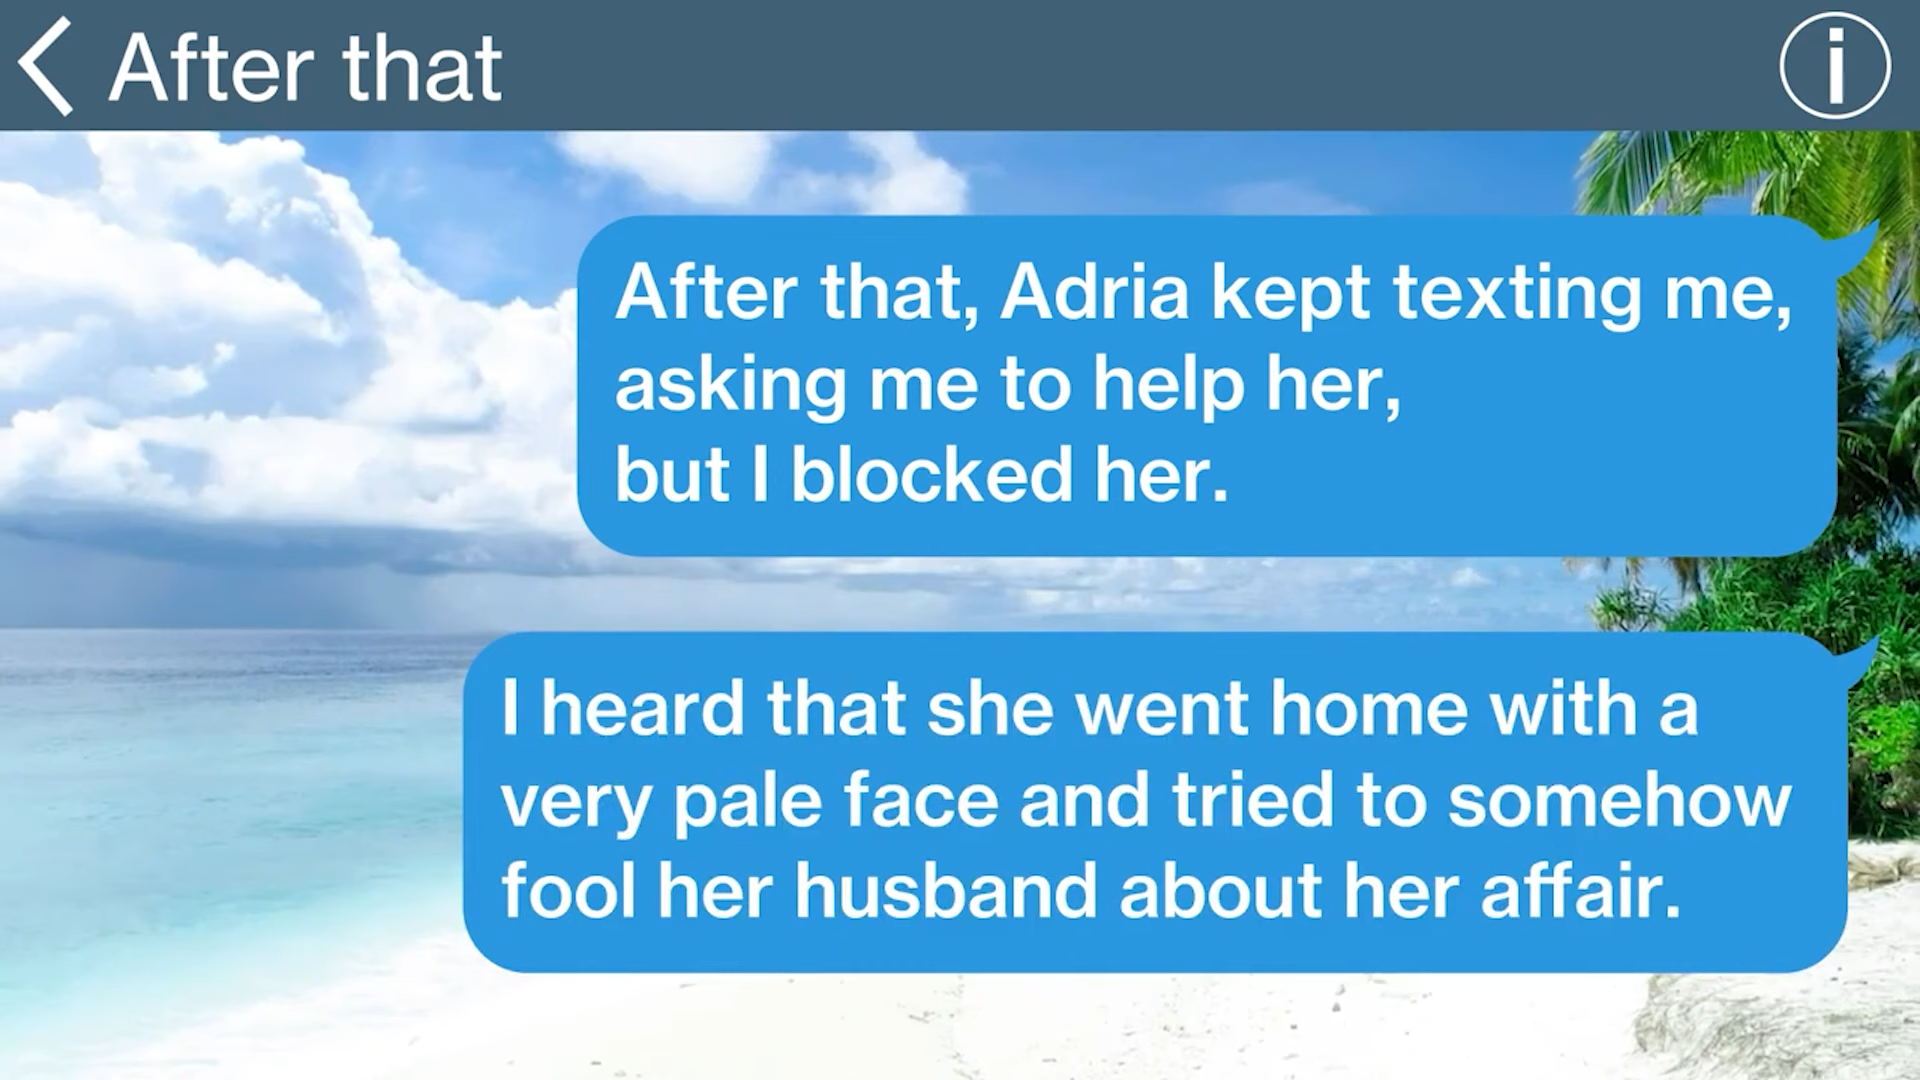 After that
After that, Adria kept texting me,
asking me to help her,
but I blocked her.
I heard that she went home with a
very pale face and tried to somehow
fool her husband about her affair.